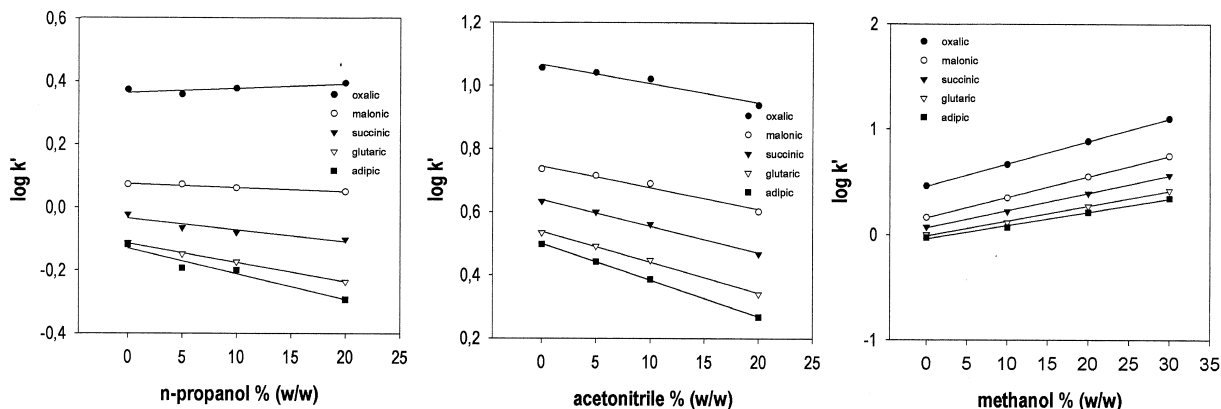 log k'
0,6
0,4
0,2
0,0
-0,2
-0,4
oxalic
malonic
succinic
glutaric
adipic
0 5 10 15 20 25
n-propanol % (w/w)
log k'
1,2
1,0
0,8
0,6
0,4
0,2
oxalic
malonic
succinic
glutaric
adipic
0 5 10 15 20 25
acetonitrile % (w/w)
log k'
2
1
0
-1
oxalic
malonic
succinic
glutaric
adipic
0 5 10 15 20 25 30 35
methanol % (w/w)